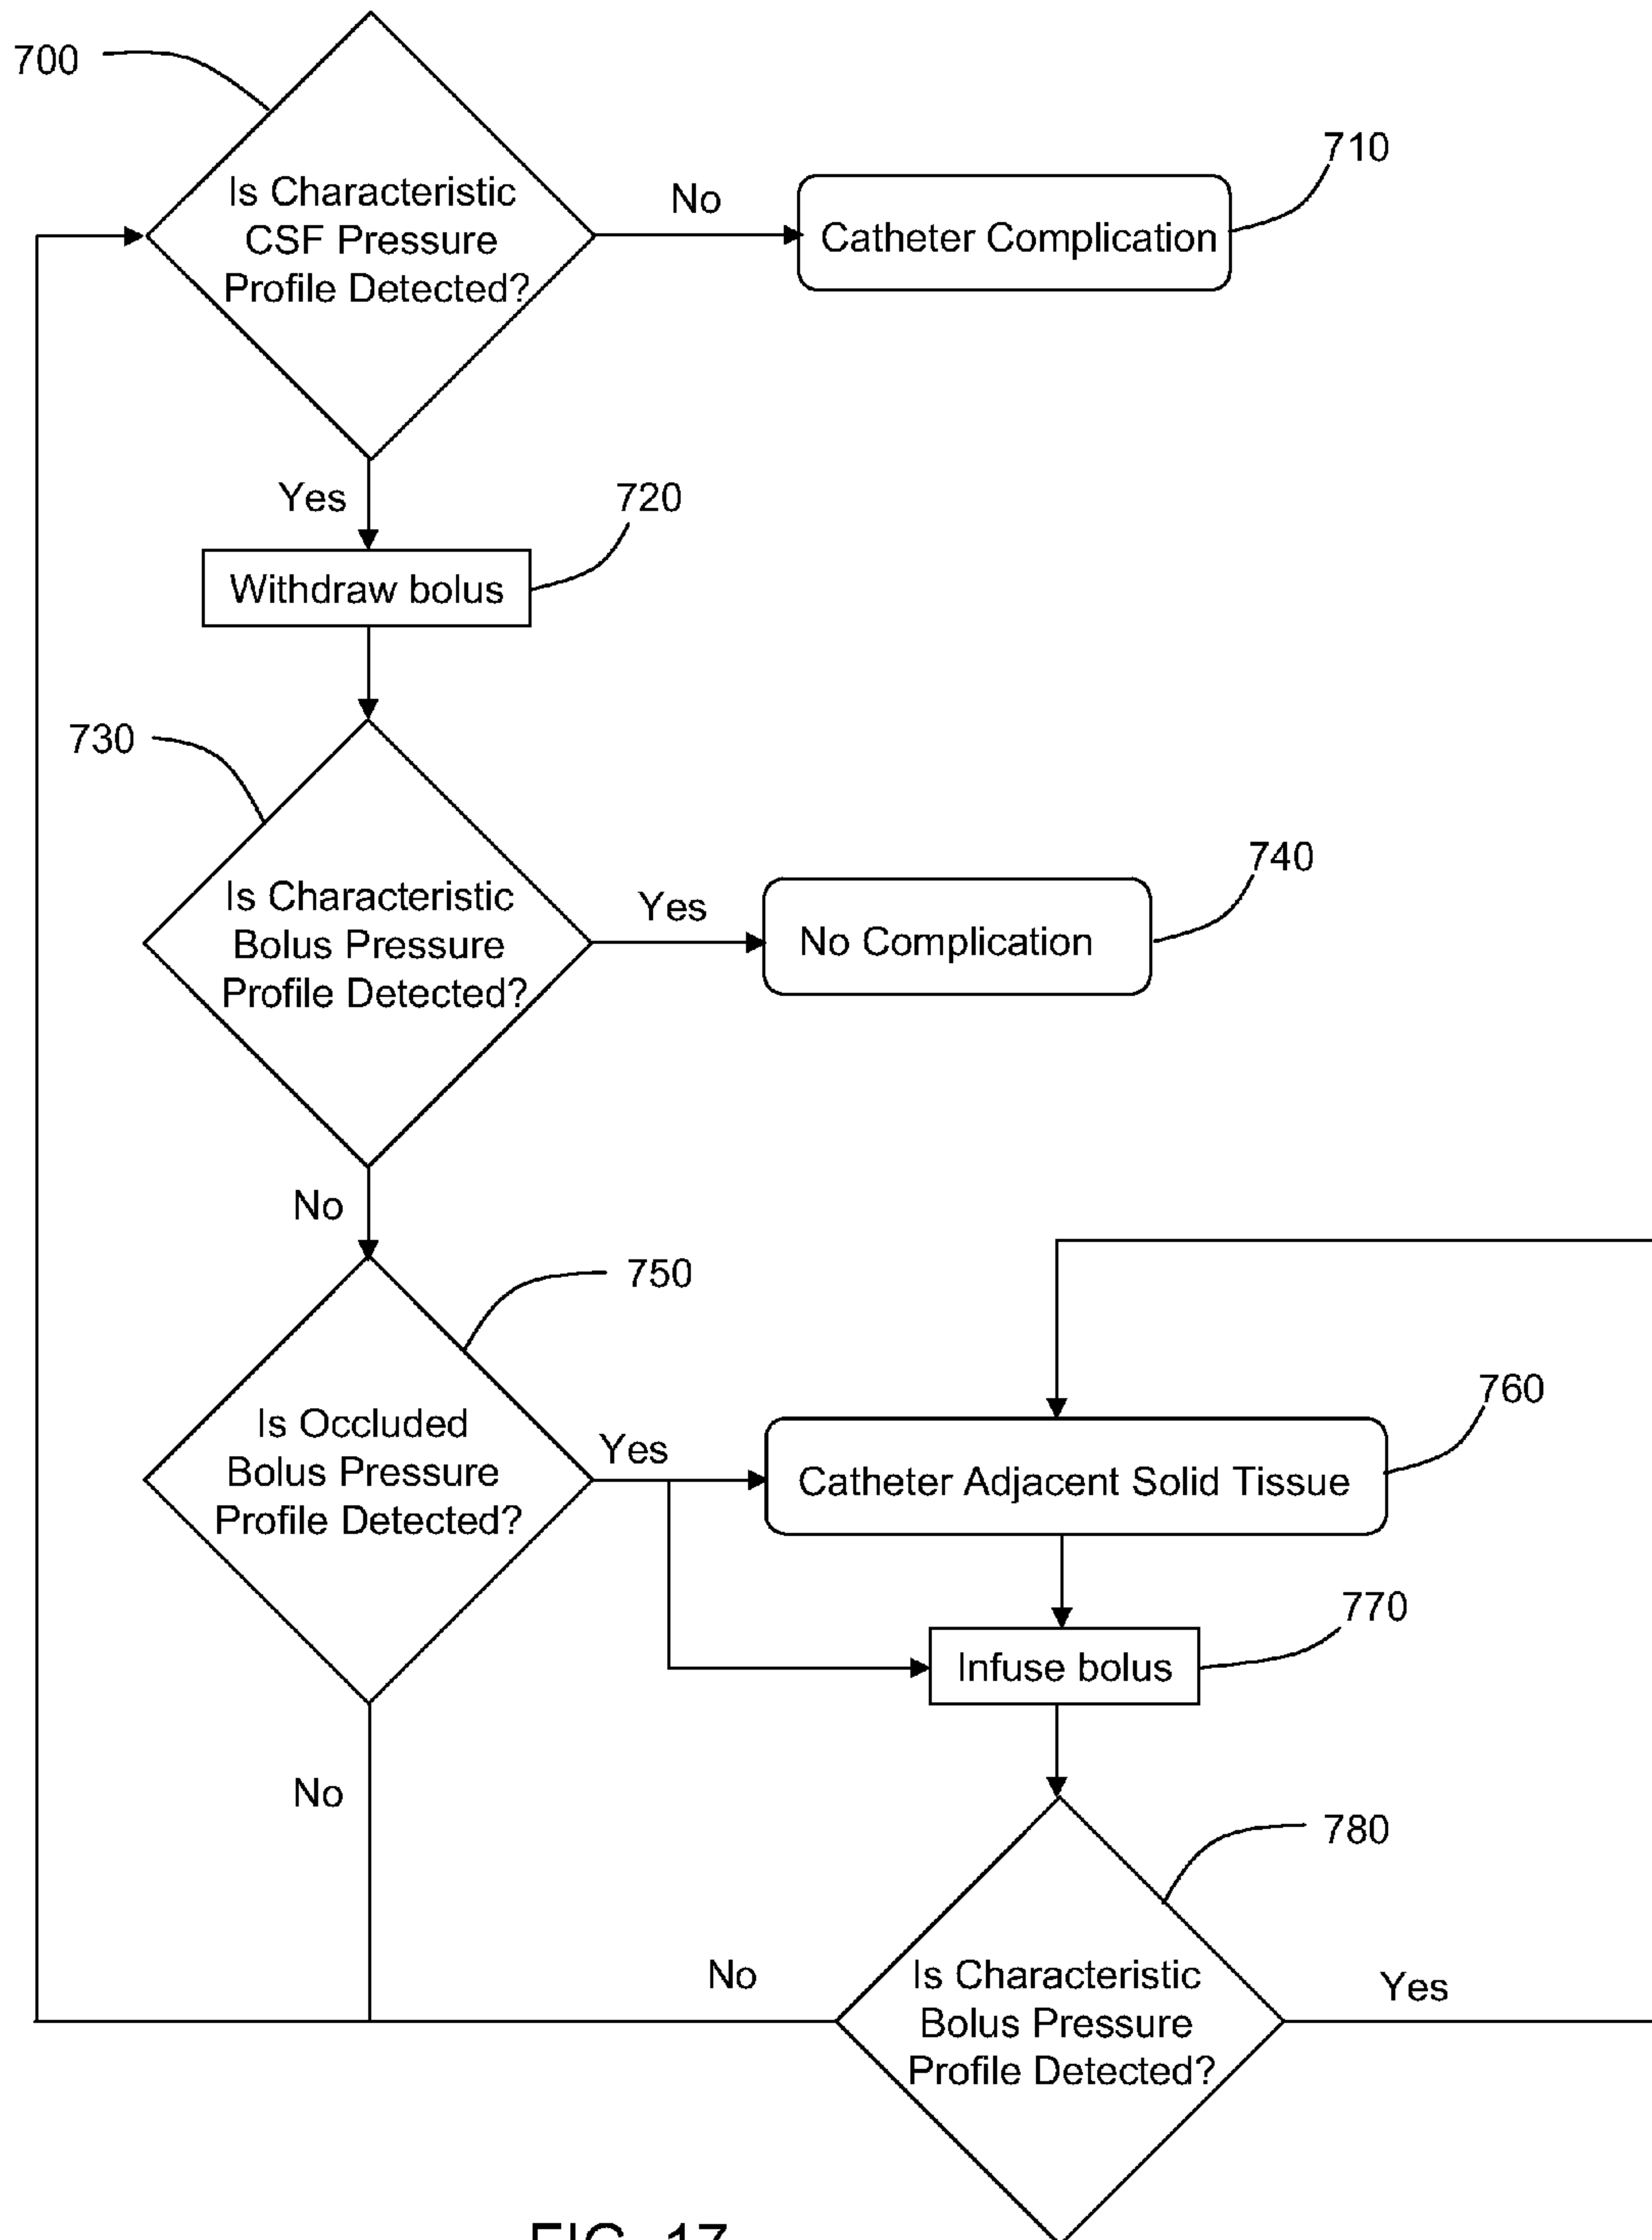 700
Is Characteristic
CSF Pressure
Profile Detected?
No
710
Catheter Complication
Yes
720
Withdraw bolus
730
Is Characteristic
Bolus Pressure
Profile Detected?
Yes
740
No Complication
No
750
Is Occluded
Bolus Pressure
Profile Detected?
Yes
760
Catheter Adjacent Solid Tissue
770
Infuse bolus
No
780
No
Is Characteristic
Bolus Pressure
Profile Detected?
Yes
FIG. 17